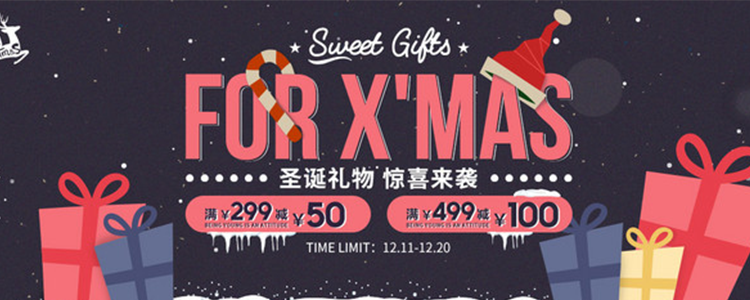 Sweet Gifts
FOR X'MAS
圣诞礼物 惊喜来袭
满¥299减¥50
BEING YOUNG IS AN ATTITUDE
满¥499减¥100
BEING YOUNG IS AN ATTITUDE
TIME LIMIT：12.11-12.20